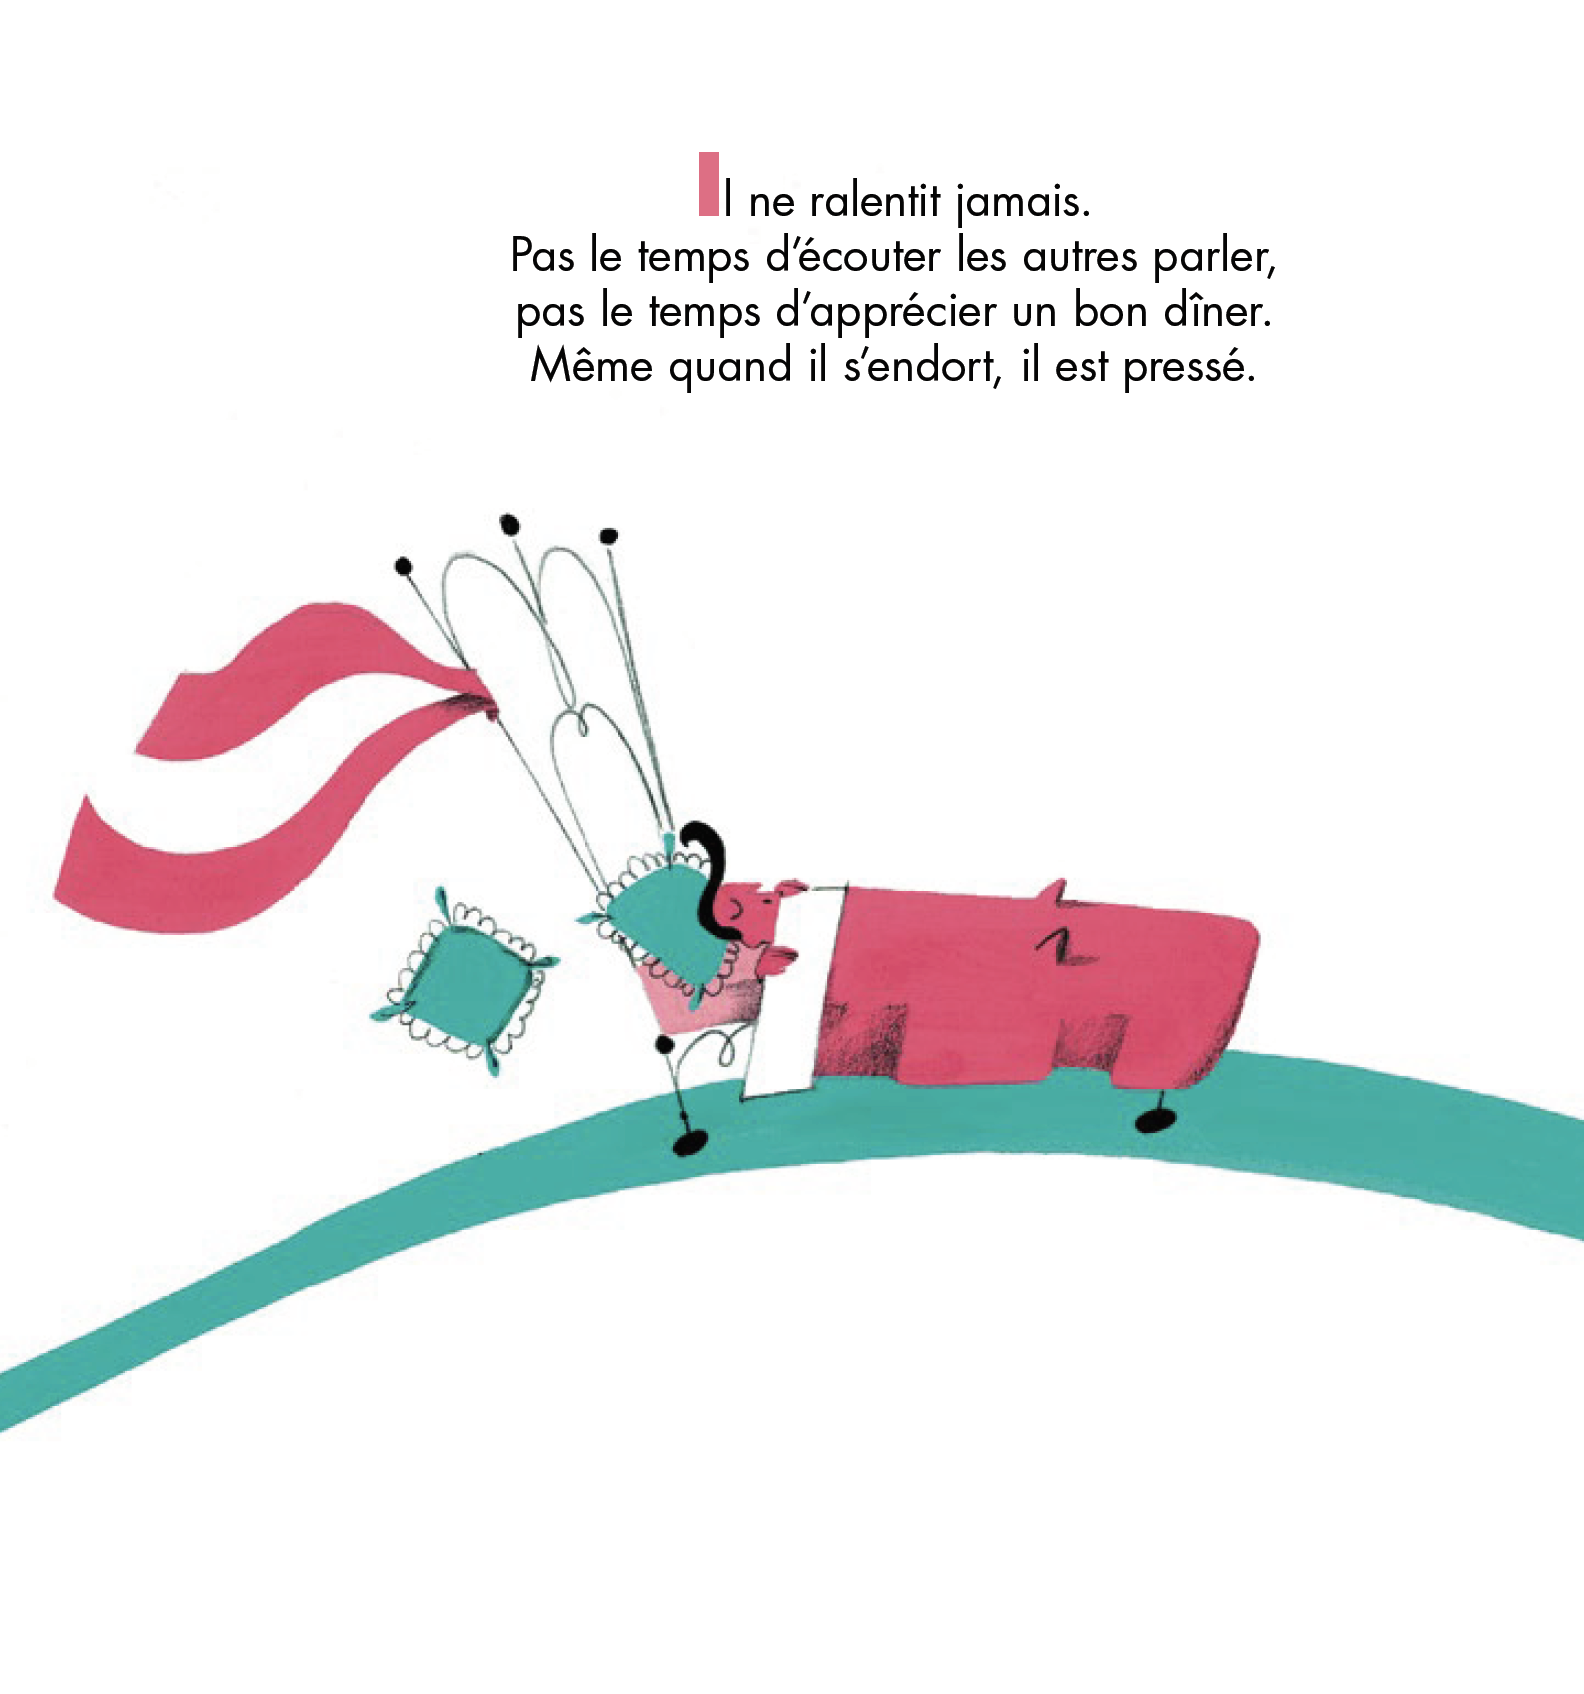 Il ne ralentit jamais.
Pas le temps d’écouter les autres parler,
pas le temps d’apprécier un bon dîner.
Même quand il s’endort, il est pressé.